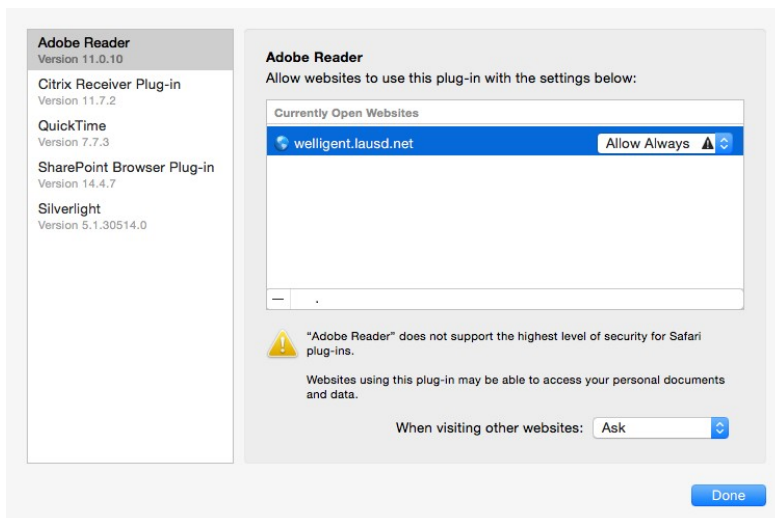 Adobe Reader
Version 11.0.10
Citrix Receiver Plug-in
Version 11.7.2
QuickTime
Version 7.7.3
SharePoint Browser Plug-in
Version 14.4.7
Silverlight
Version 5.1.30514.0
Adobe Reader
Allow websites to use this plug-in with the settings below:
Currently Open Websites
welligent.lausd.net Allow Always
"Adobe Reader" does not support the highest level of security for Safari
plug-ins.
Websites using this plug-in may be able to access your personal documents
and data.
When visiting other websites: Ask
Done